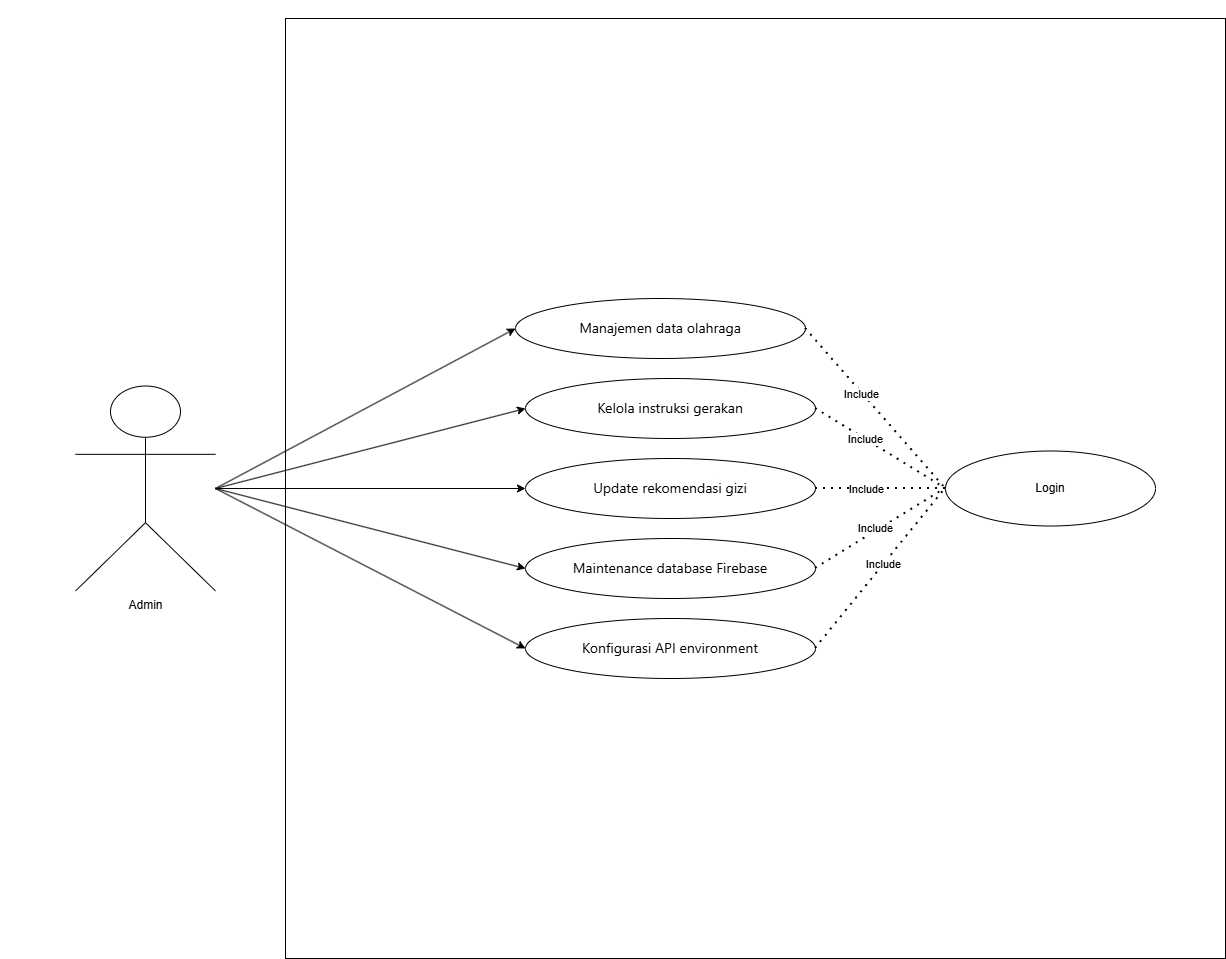 Manajemen data olahraga
Include
Kelola instruksi gerakan
Include
Update rekomendasi gizi
Include
Login
Include
Maintenance database Firebase
Include
Admin
Konfigurasi API environment